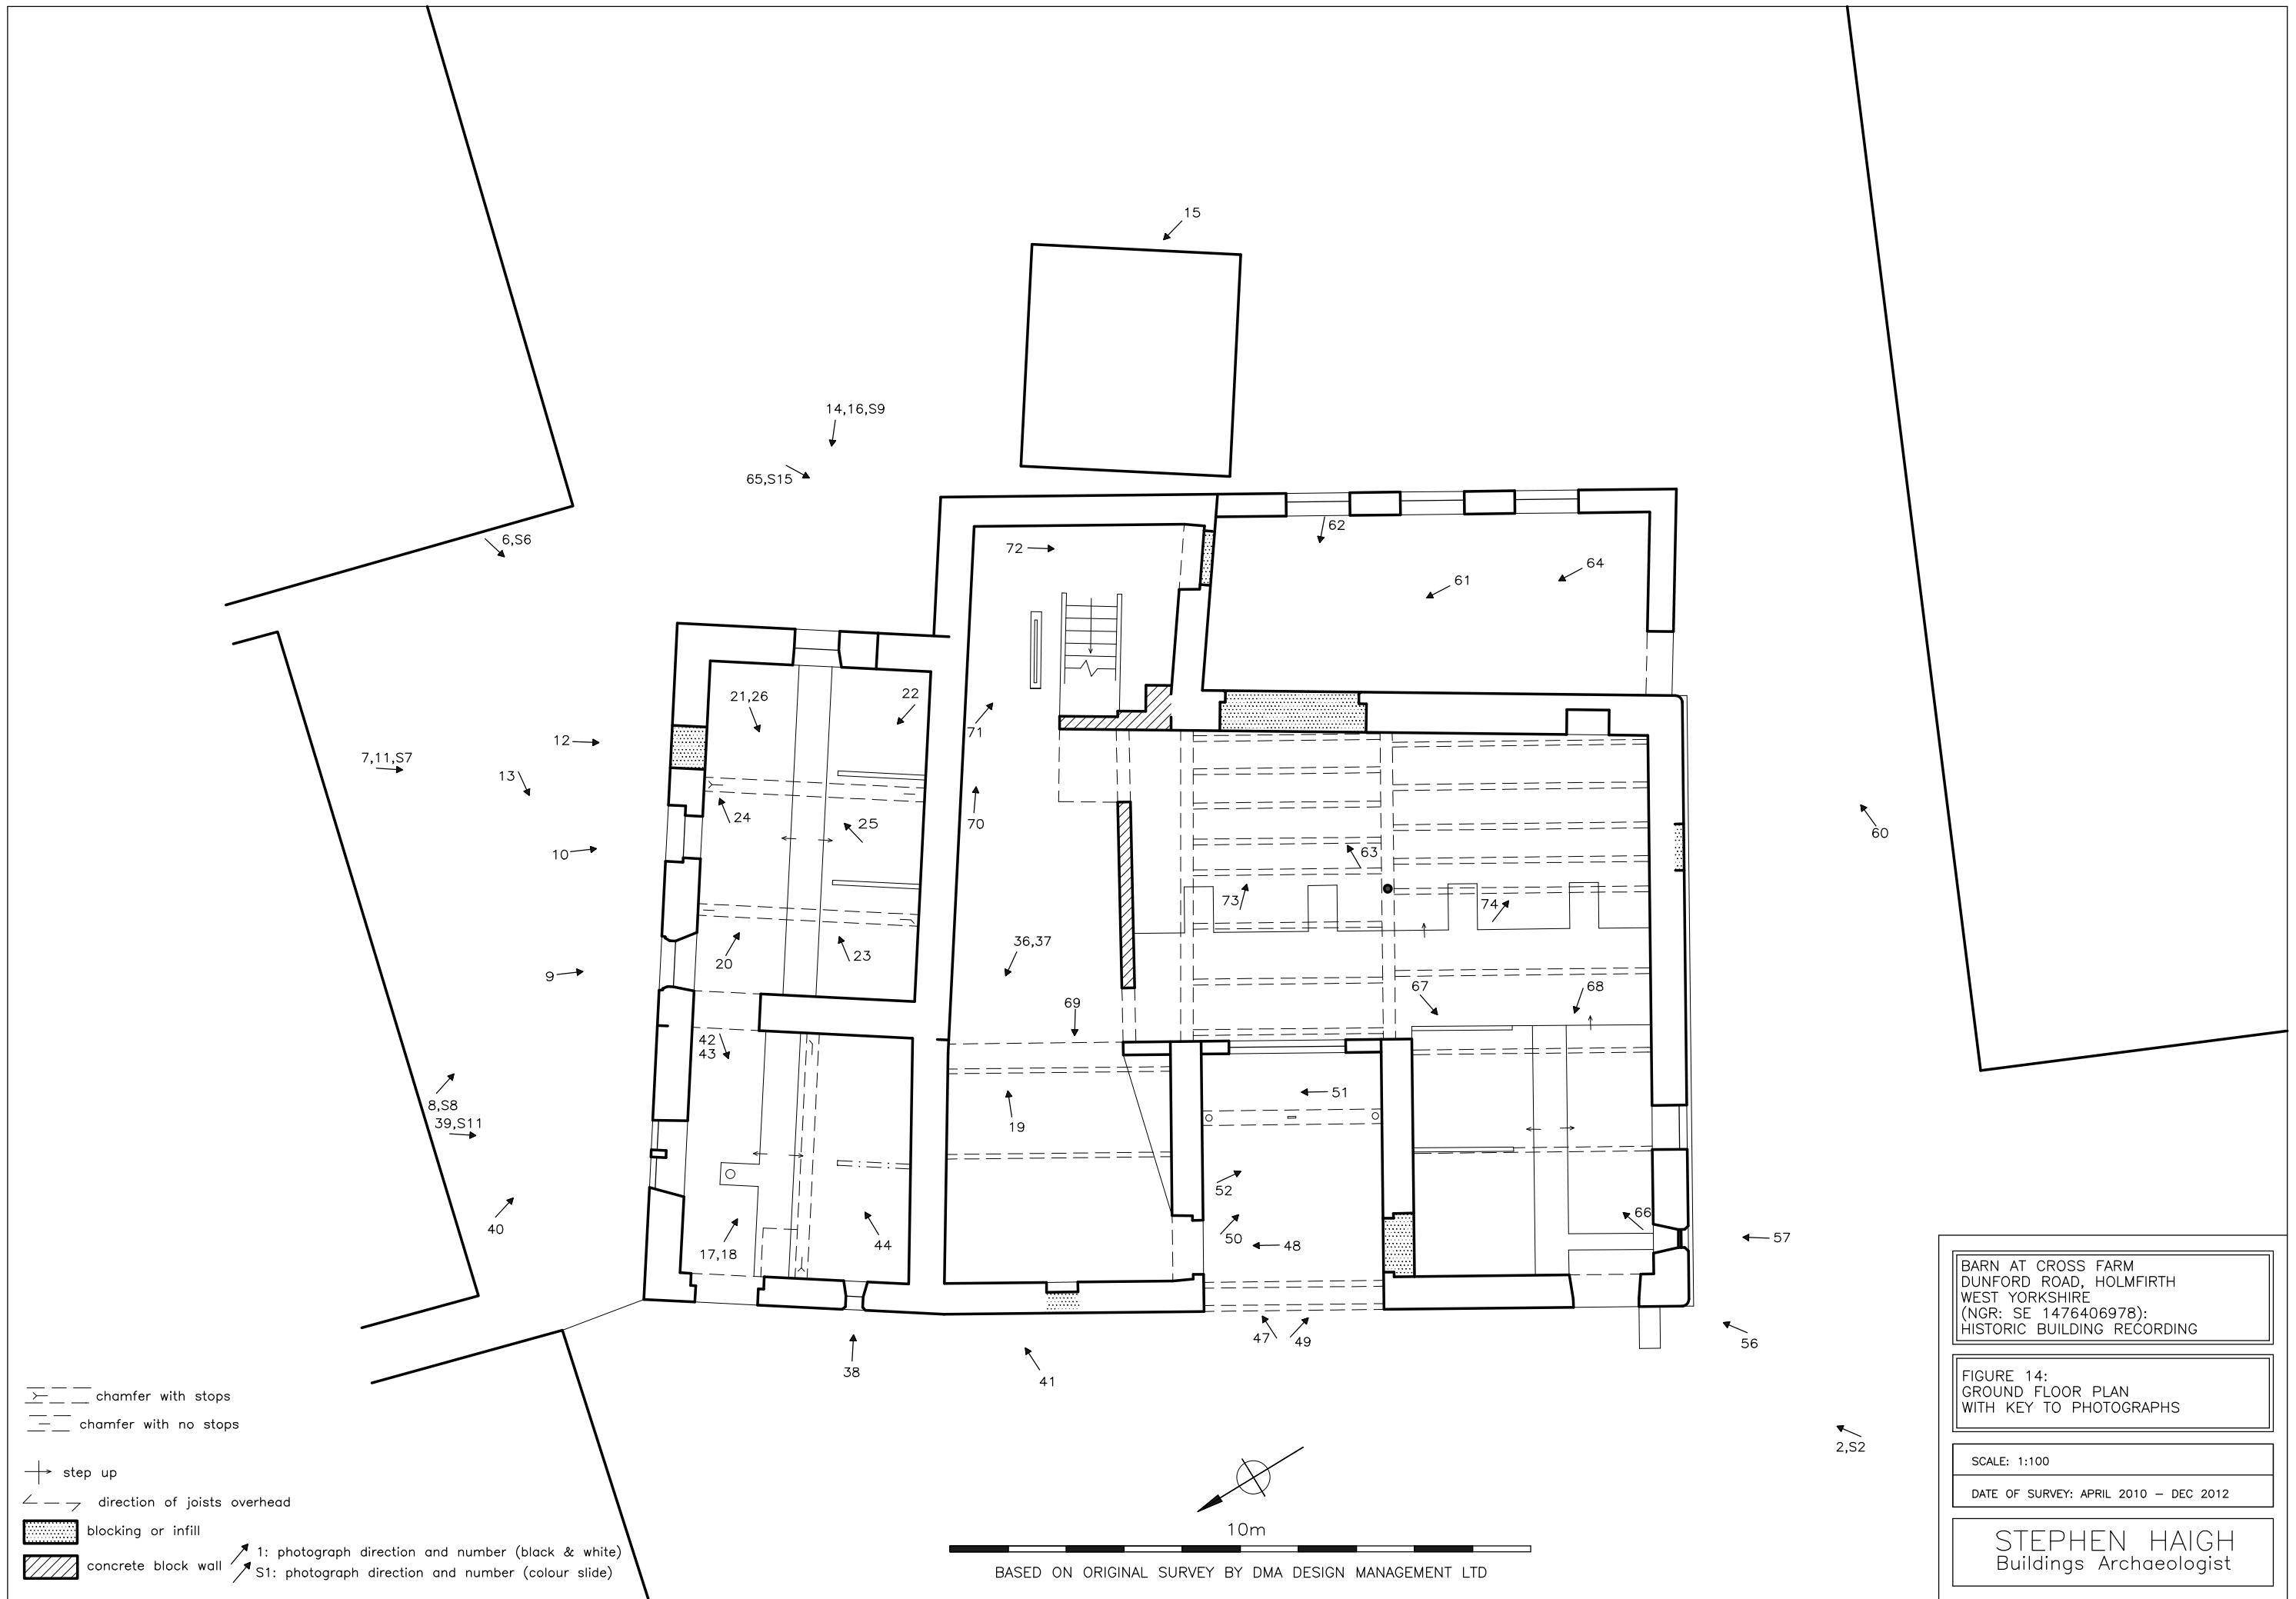 15
14,16,S9
65,S15
6,S6
62
72
64
61
21,26
22
71
12
7,11,S7
13
24
25
70
10
63
60
73
74
20
23
36,37
9
67
68
69
42
43
51
8,S8
39,S11
19
52
40
17,18
44
50
48
66
57
47
49
56
38
41
2,S2
chamfer with stops
chamfer with no stops
step up
direction of joists overhead
blocking or infill
concrete block wall
1: photograph direction and number (black & white)
S1: photograph direction and number (colour slide)
10m
BASED ON ORIGINAL SURVEY BY DMA DESIGN MANAGEMENT LTD
BARN AT CROSS FARM
DUNFORD ROAD, HOLMFIRTH
WEST YORKSHIRE
(NGR: SE 1476406978):
HISTORIC BUILDING RECORDING
FIGURE 14:
GROUND FLOOR PLAN
WITH KEY TO PHOTOGRAPHS
SCALE: 1:100
DATE OF SURVEY: APRIL 2010 – DEC 2012
STEPHEN HAIGH
Buildings Archaeologist